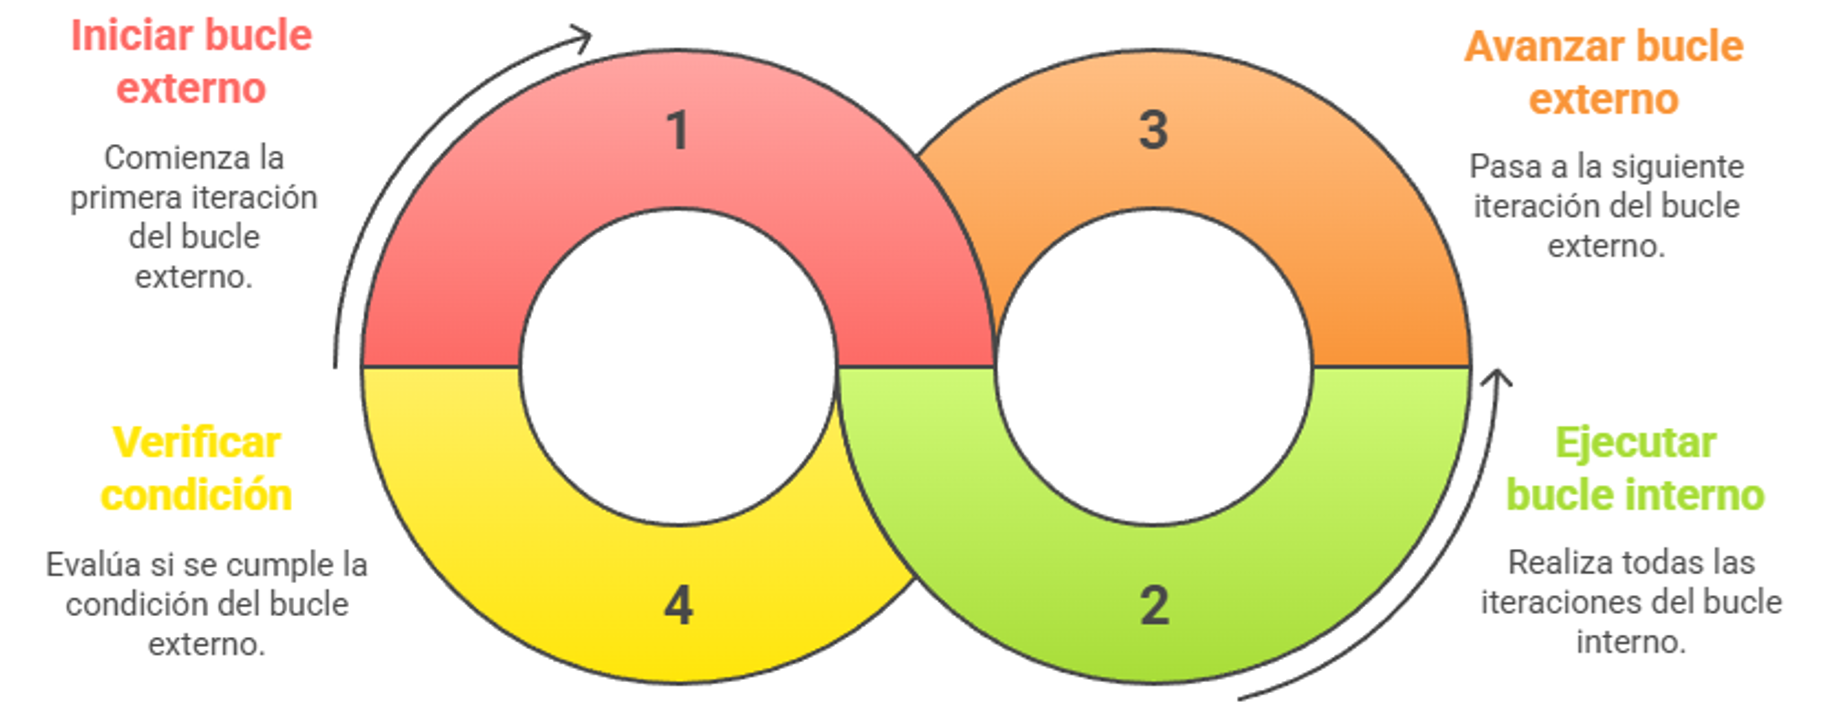 Iniciar bucle
externo
Comienza la
primera iteración
del bucle
externo.
1
3
Avanzar bucle
externo
Pasa a la siguiente
iteración del bucle
externo.
Verificar
condición
Evalúa si se cumple la
condición del bucle
externo.
4
2
Ejecutar
bucle interno
Realiza todas las
iteraciones del bucle
interno.